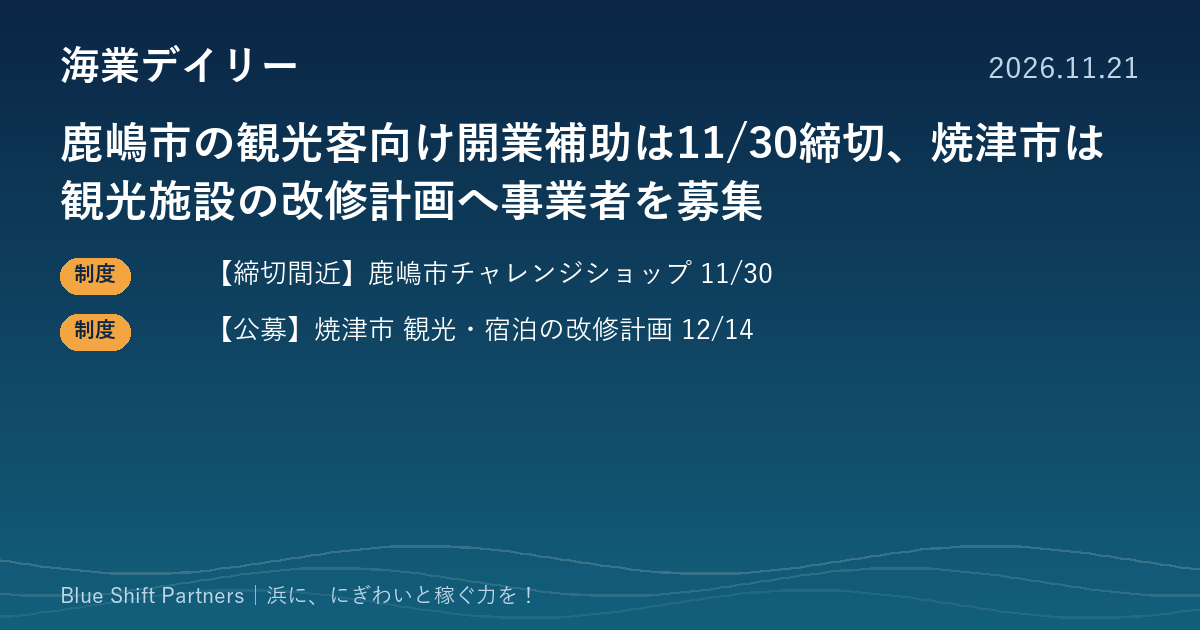 海業デイリー
2026.11.21
鹿嶋市の観光客向け開業補助は11/30締切、焼津市は
観光施設の改修計画へ事業者を募集
制度 【締切間近】鹿嶋市チャレンジショップ 11/30
制度 【公募】焼津市 観光・宿泊の改修計画 12/14
Blue Shift Partners｜浜に、にぎわいと稼ぐ力を！